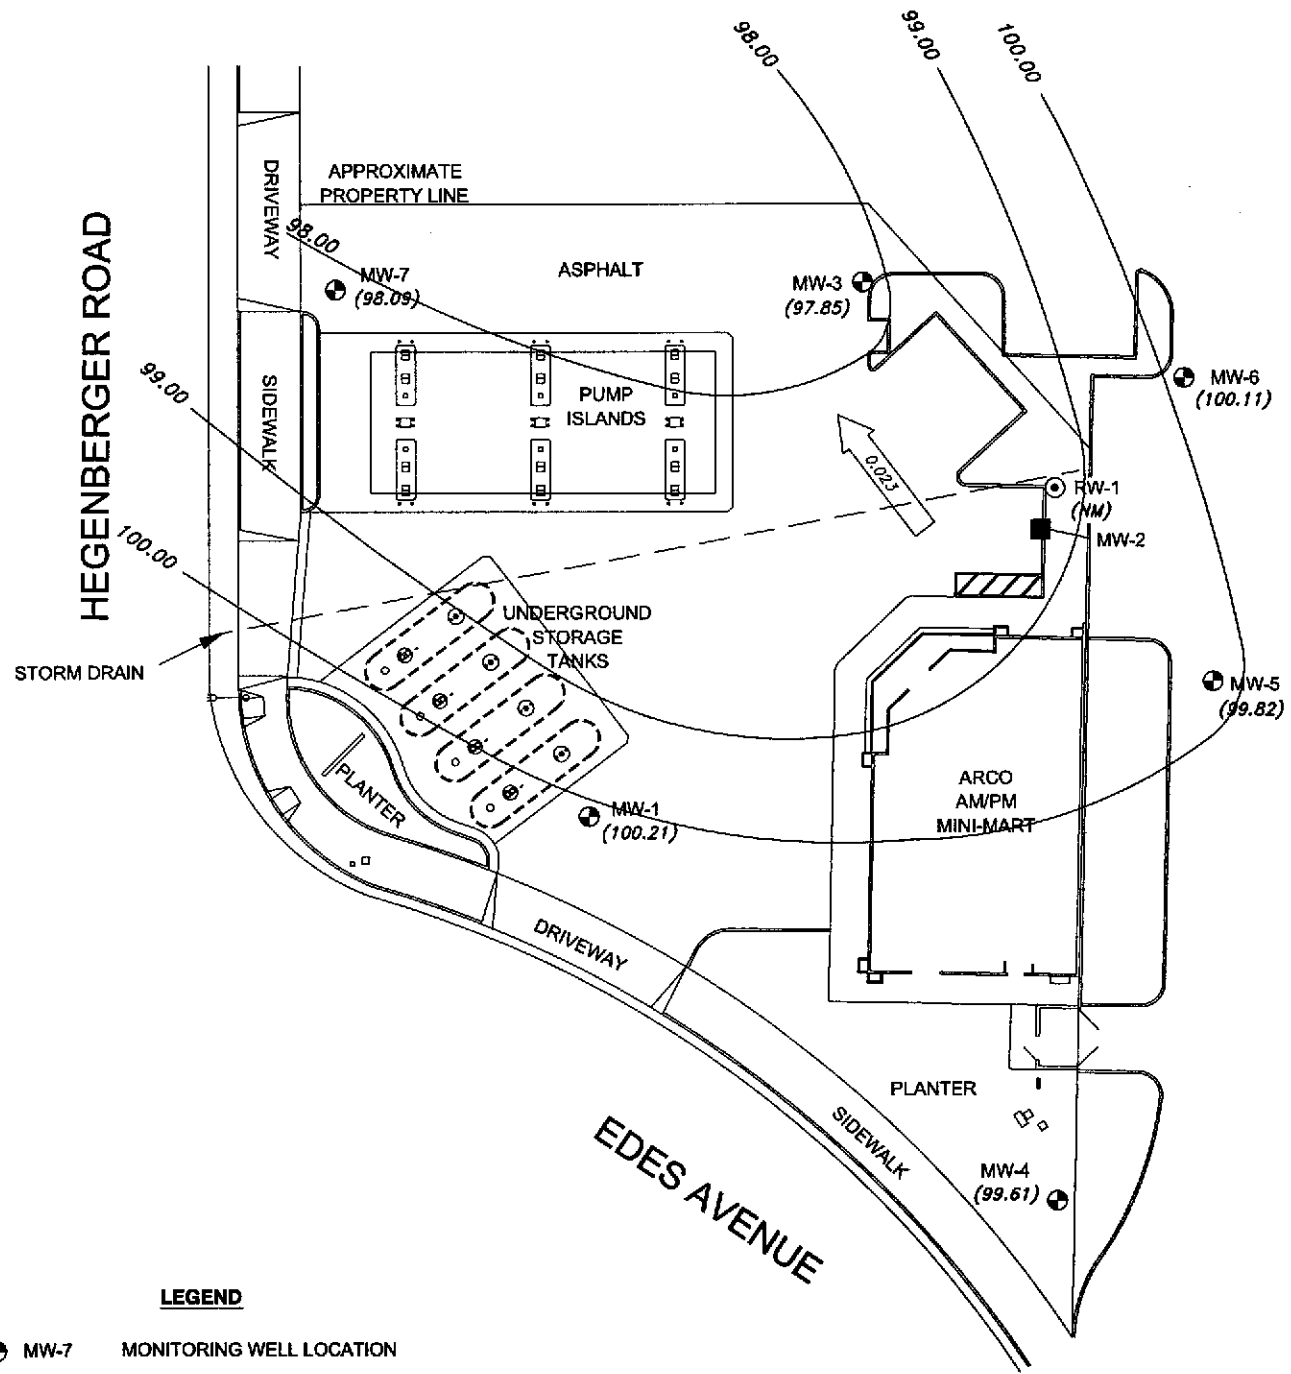 98.00
99.00
100.00
DRIVEWAY
APPROXIMATE
PROPERTY LINE
HEGENBERGER ROAD
98.00
MW-7
(98.09)
ASPHALT
MW-3
(97.85)
99.00
SIDEWALK
PUMP
ISLANDS
MW-6
(100.11)
0.023
RW-1
(NM)
MW-2
100.00
UNDERGROUND
STORAGE
TANKS
STORM DRAIN
MW-5
(99.82)
PLANTER
MW-1
(100.21)
ARCO
AM/PM
MINI-MART
DRIVEWAY
PLANTER
SIDEWALK
EDES AVENUE
MW-4
(99.61)
LEGEND
MW-7 MONITORING WELL LOCATION